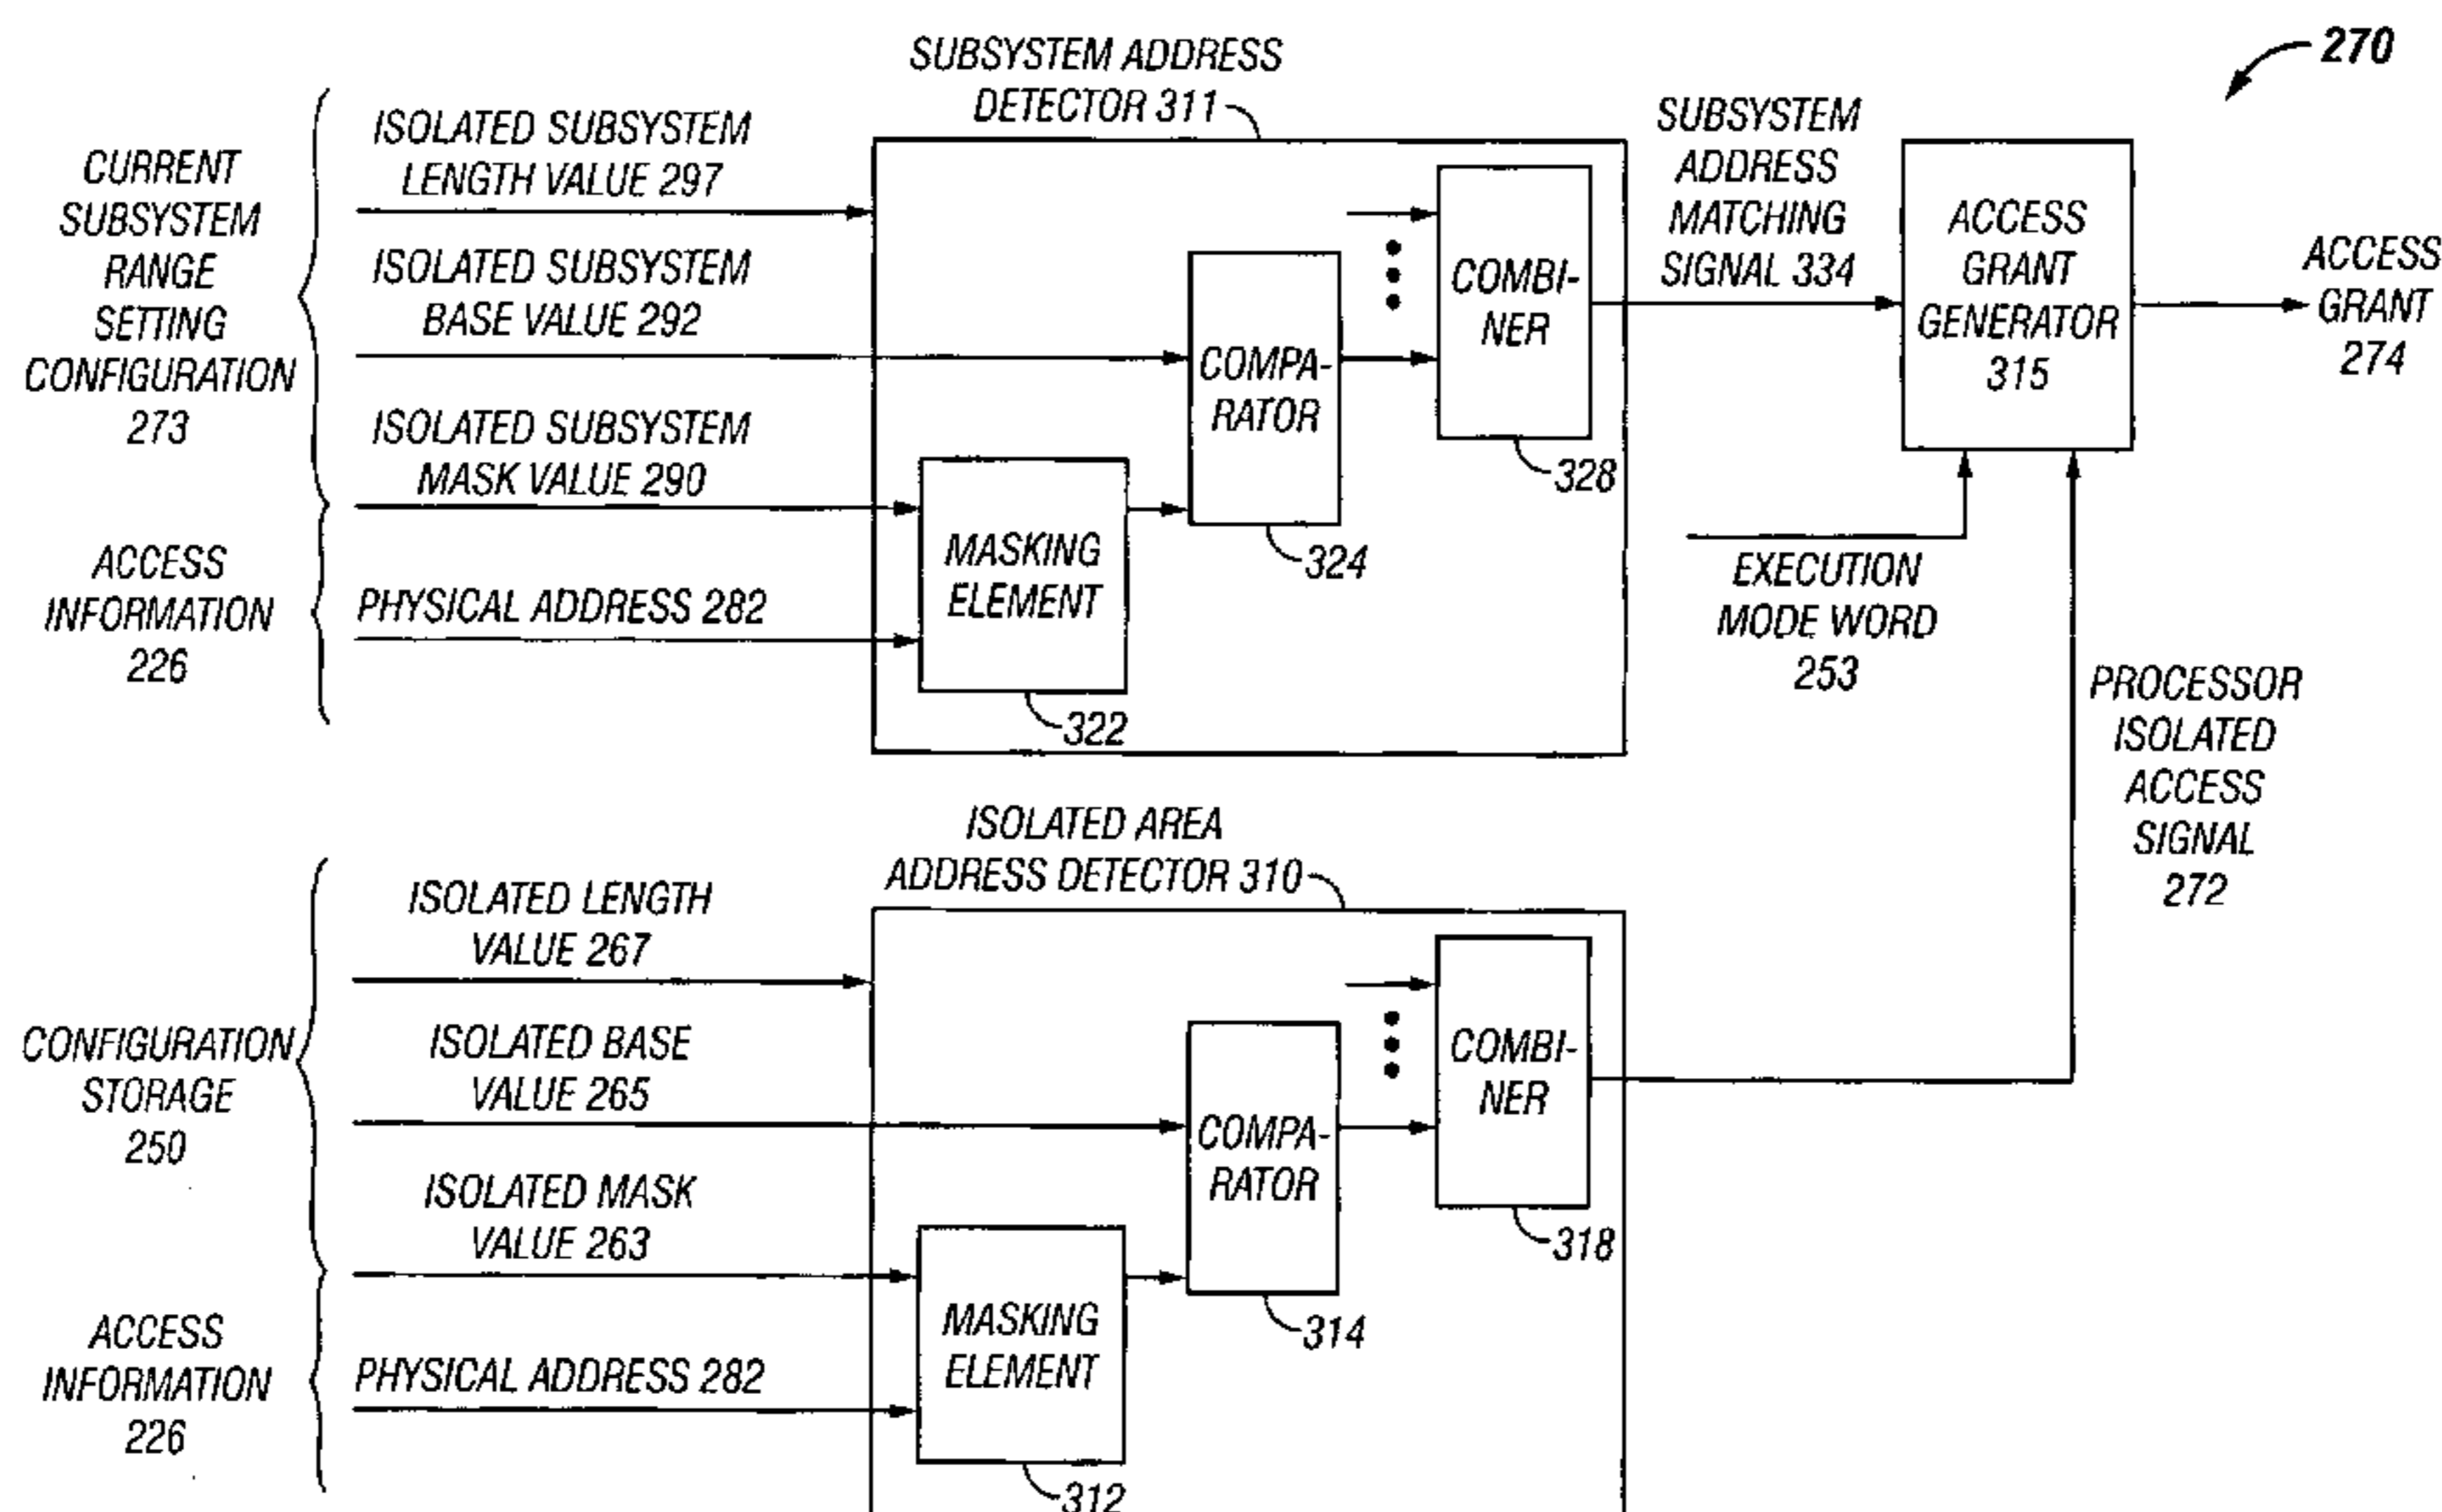 270
SUBSYSTEM ADDRESS
DETECTOR 311
CURRENT
SUBSYSTEM
RANGE
SETTING
CONFIGURATION
273
ISOLATED SUBSYSTEM
LENGTH VALUE 297
ISOLATED SUBSYSTEM
BASE VALUE 292
ISOLATED SUBSYSTEM
MASK VALUE 290
ACCESS
INFORMATION
226
PHYSICAL ADDRESS 282
MASKING
ELEMENT
322
COMPA-
RATOR
324
COMBI-
NER
328
SUBSYSTEM
ADDRESS
MATCHING
SIGNAL 334
ACCESS
GRANT
GENERATOR
315
ACCESS
GRANT
274
EXECUTION
MODE WORD
253
PROCESSOR
ISOLATED
ACCESS
SIGNAL
272
ISOLATED AREA
ADDRESS DETECTOR 310
CONFIGURATION
STORAGE
250
ISOLATED LENGTH
VALUE 267
ISOLATED BASE
VALUE 265
ISOLATED MASK
VALUE 263
ACCESS
INFORMATION
226
PHYSICAL ADDRESS 282
MASKING
ELEMENT
312
COMPA-
RATOR
314
COMBI-
NER
318